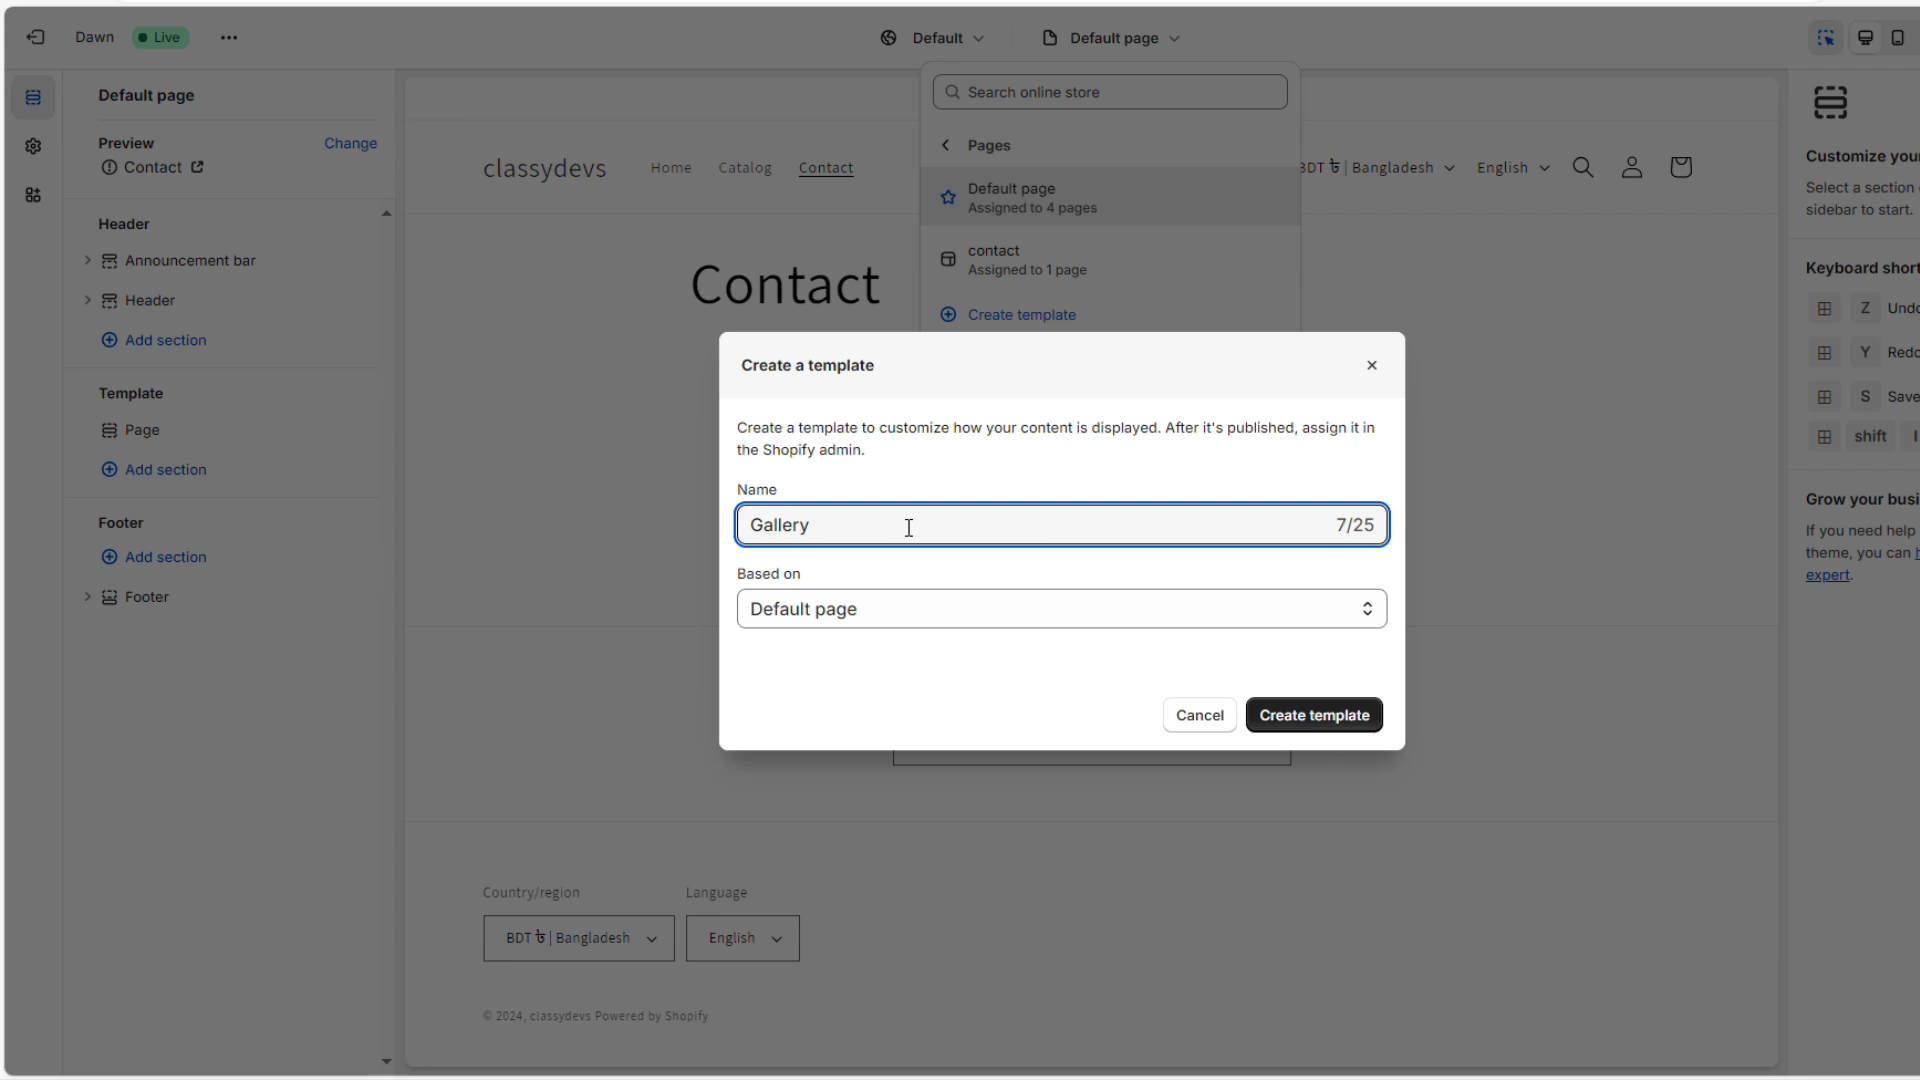 Dawn
Live
Default
Default page
Default page
Preview
Change
Contact
Header
Announcement bar
Header
Add section
Template
Page
Add section
Footer
Add section
Footer
classydevs
Home
Catalog
Contact
BDT ৳ | Bangladesh
English
Contact
Search online store
Pages
Default page
Assigned to 4 pages
contact
Assigned to 1 page
Create template
Create a template
Create a template to customize how your content is displayed. After it's published, assign it in
the Shopify admin.
Name
Gallery
7/25
Based on
Default page
Cancel
Create template
Country/region
Language
BDT ৳ | Bangladesh
English
© 2024, classydevs Powered by Shopify
Customize your
Select a section
sidebar to start.
Keyboard short
Z
Undo
Y
Redo
S
Save
shift
I
Grow your busi
If you need help
theme, you can h
expert.